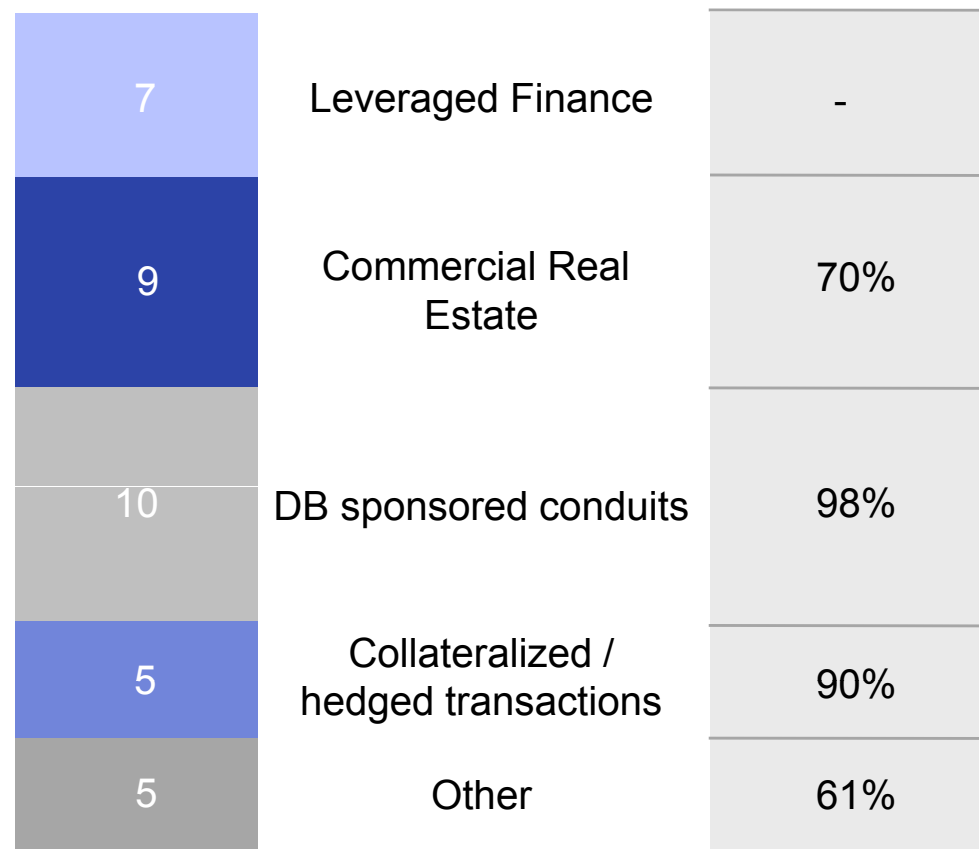 7 Leveraged Finance -
9 Commercial Real
Estate 70%
10 DB sponsored conduits 98%
5 Collateralized /
hedged transactions 90%
5 Other 61%